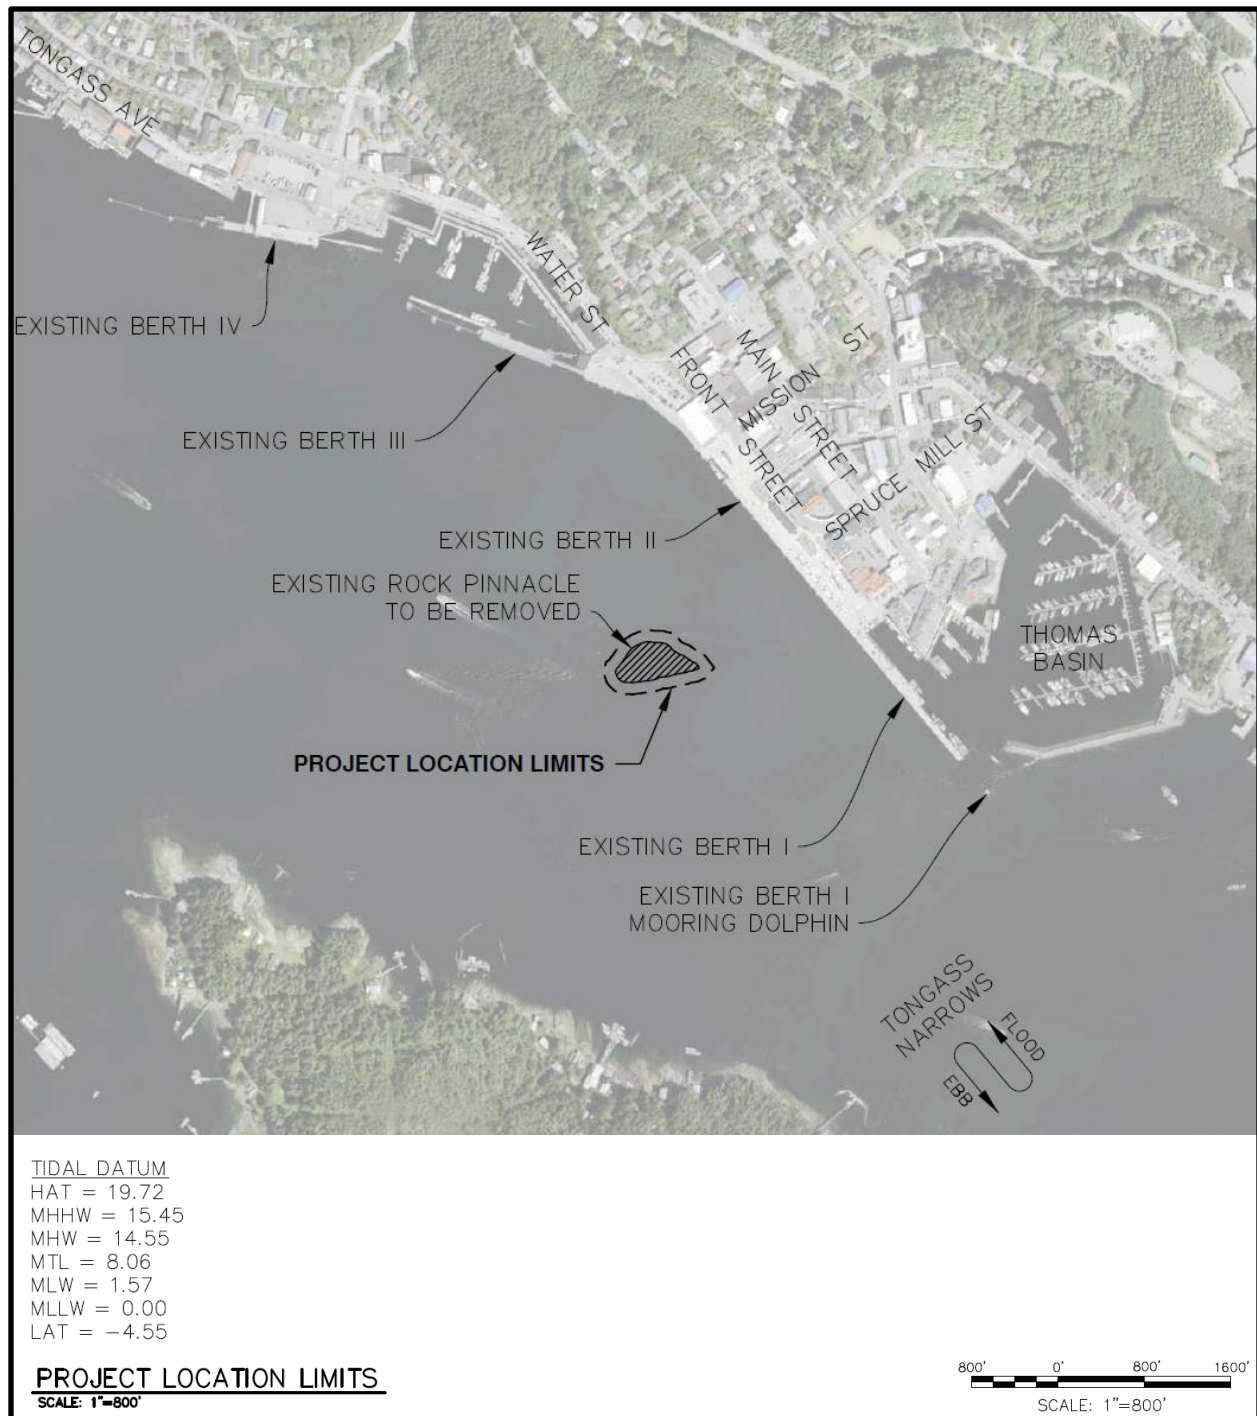 TONGASS AVE
WATER ST
EXISTING BERTH IV
MAIN STREET
MISSION ST
FRONT STREET
EXISTING BERTH III
SPRUCE MILL ST
EXISTING BERTH II
EXISTING ROCK PINNACLE
TO BE REMOVED
THOMAS
BASIN
PROJECT LOCATION LIMITS
EXISTING BERTH I
EXISTING BERTH I
MOORING DOLPHIN
TONGASS
NARROWS
FLOOD
EBB
TIDAL DATUM
HAT = 19.72
MHHW = 15.45
MHW = 14.55
MTL = 8.06
MLW = 1.57
MLLW = 0.00
LAT = -4.55
PROJECT LOCATION LIMITS
SCALE: 1"=800'
800' 0' 800' 1600'
SCALE: 1"=800'